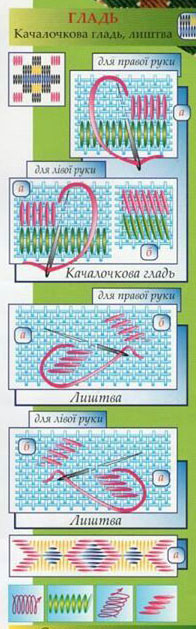 ГЛАДЬ
Качалочкова гладь, лиштва
для правої руки
а
для лівої руки
а
б
Качалочкова гладь
для правої руки
а
б
Лиштва
для лівої руки
б
а
Лиштва
а